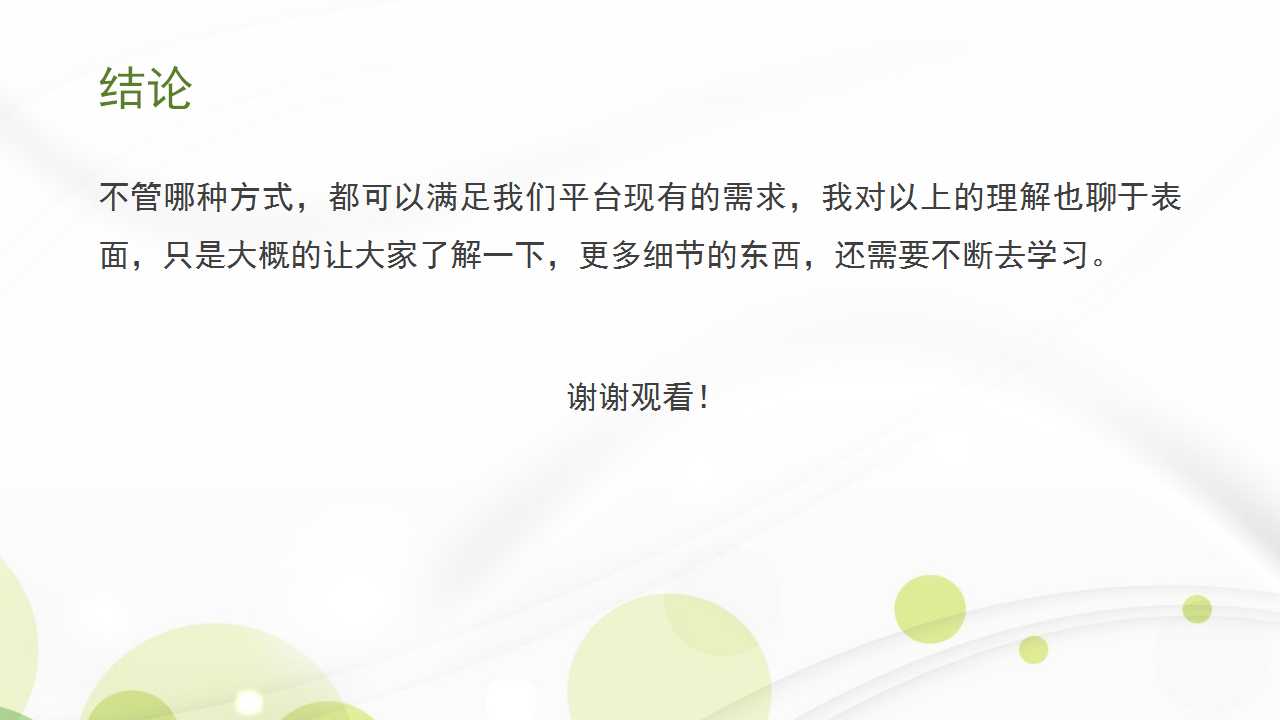 结论
不管哪种方式，都可以满足我们平台现有的需求，我对以上的理解也聊于表
面，只是大概的让大家了解一下，更多细节的东西，还需要不断去学习。
谢谢观看！